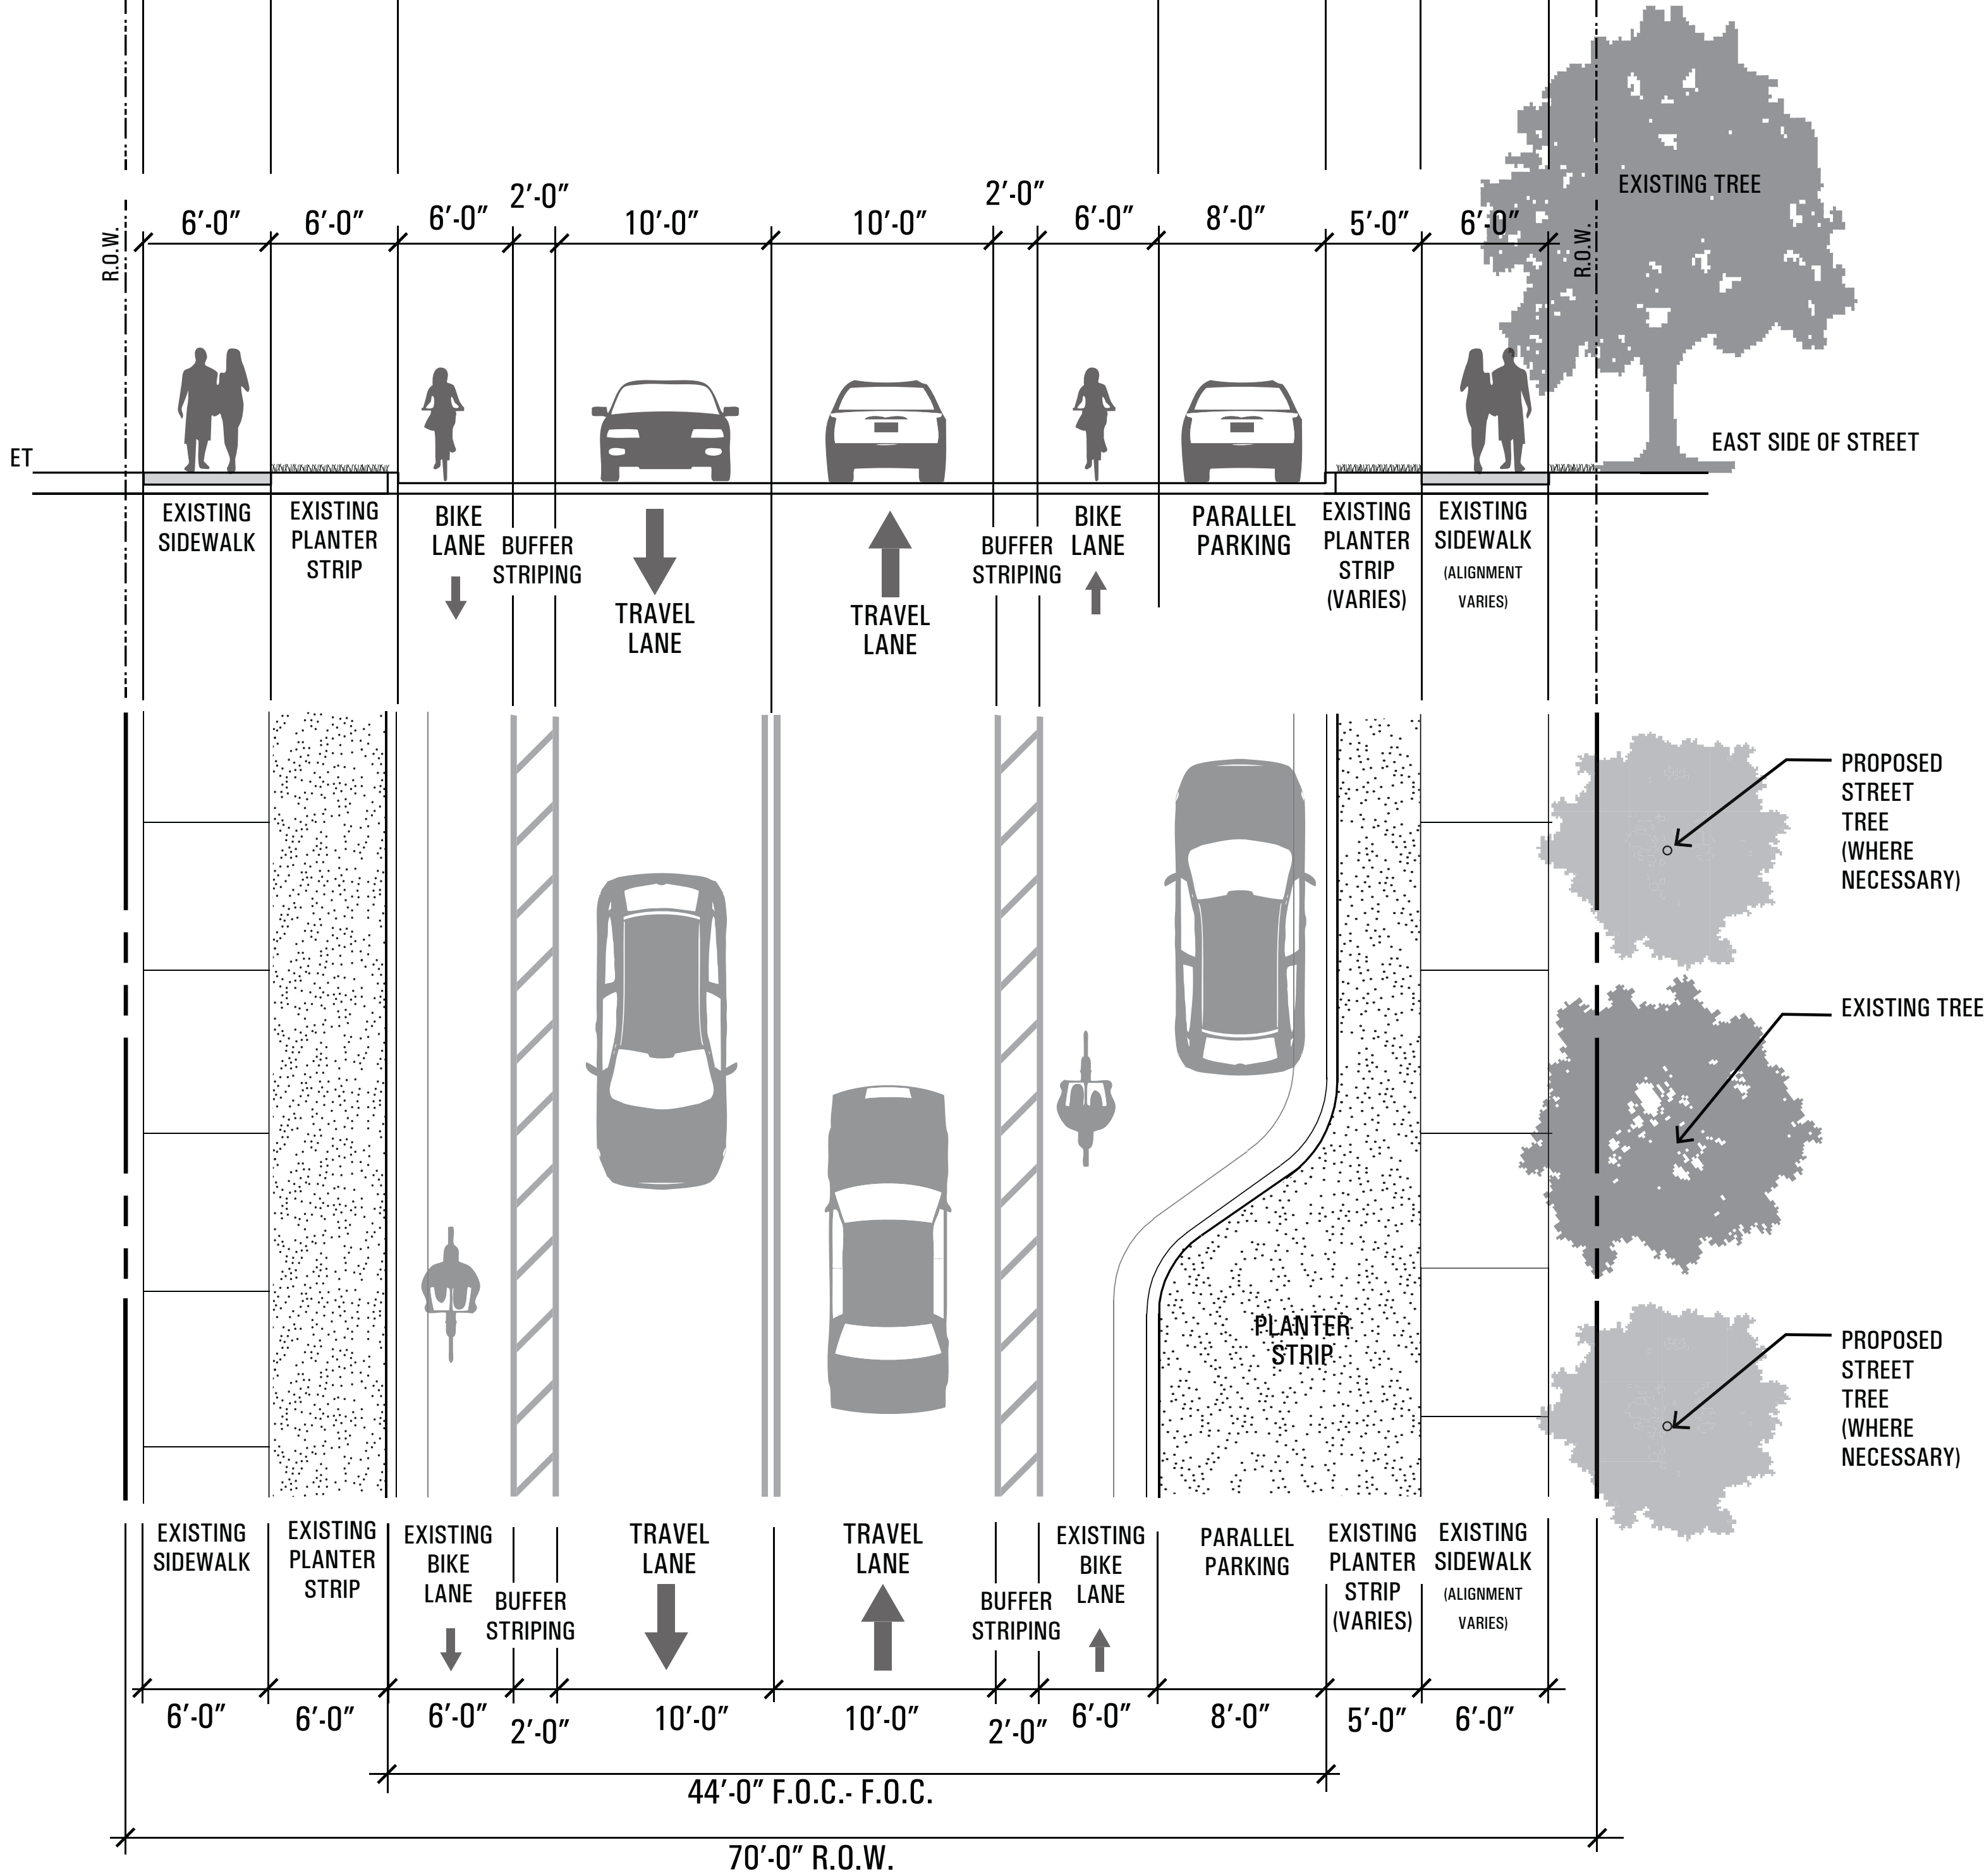 EXISTING TREE
2'-0"
2'-0"
6'-0"
6'-0"
6'-0"
10'-0"
10'-0"
6'-0"
8'-0"
5'-0"
6'-0"
R.O.W.
R.O.W.
EAST SIDE OF STREET
ET
EXISTING
SIDEWALK
EXISTING
PLANTER
STRIP
BIKE
LANE
BUFFER
STRIPING
TRAVEL
LANE
TRAVEL
LANE
BUFFER
STRIPING
BIKE
LANE
PARALLEL
PARKING
EXISTING
PLANTER
STRIP
(VARIES)
EXISTING
SIDEWALK
(ALIGNMENT
VARIES)
PROPOSED
STREET
TREE
(WHERE
NECESSARY)
EXISTING TREE
PLANTER
STRIP
PROPOSED
STREET
TREE
(WHERE
NECESSARY)
EXISTING
SIDEWALK
EXISTING
PLANTER
STRIP
EXISTING
BIKE
LANE
BUFFER
STRIPING
TRAVEL
LANE
TRAVEL
LANE
BUFFER
STRIPING
EXISTING
BIKE
LANE
PARALLEL
PARKING
EXISTING
PLANTER
STRIP
(VARIES)
EXISTING
SIDEWALK
(ALIGNMENT
VARIES)
6'-0"
6'-0"
6'-0"
2'-0"
10'-0"
10'-0"
2'-0"
6'-0"
8'-0"
5'-0"
6'-0"
44'-0" F.O.C.- F.O.C.
70'-0" R.O.W.